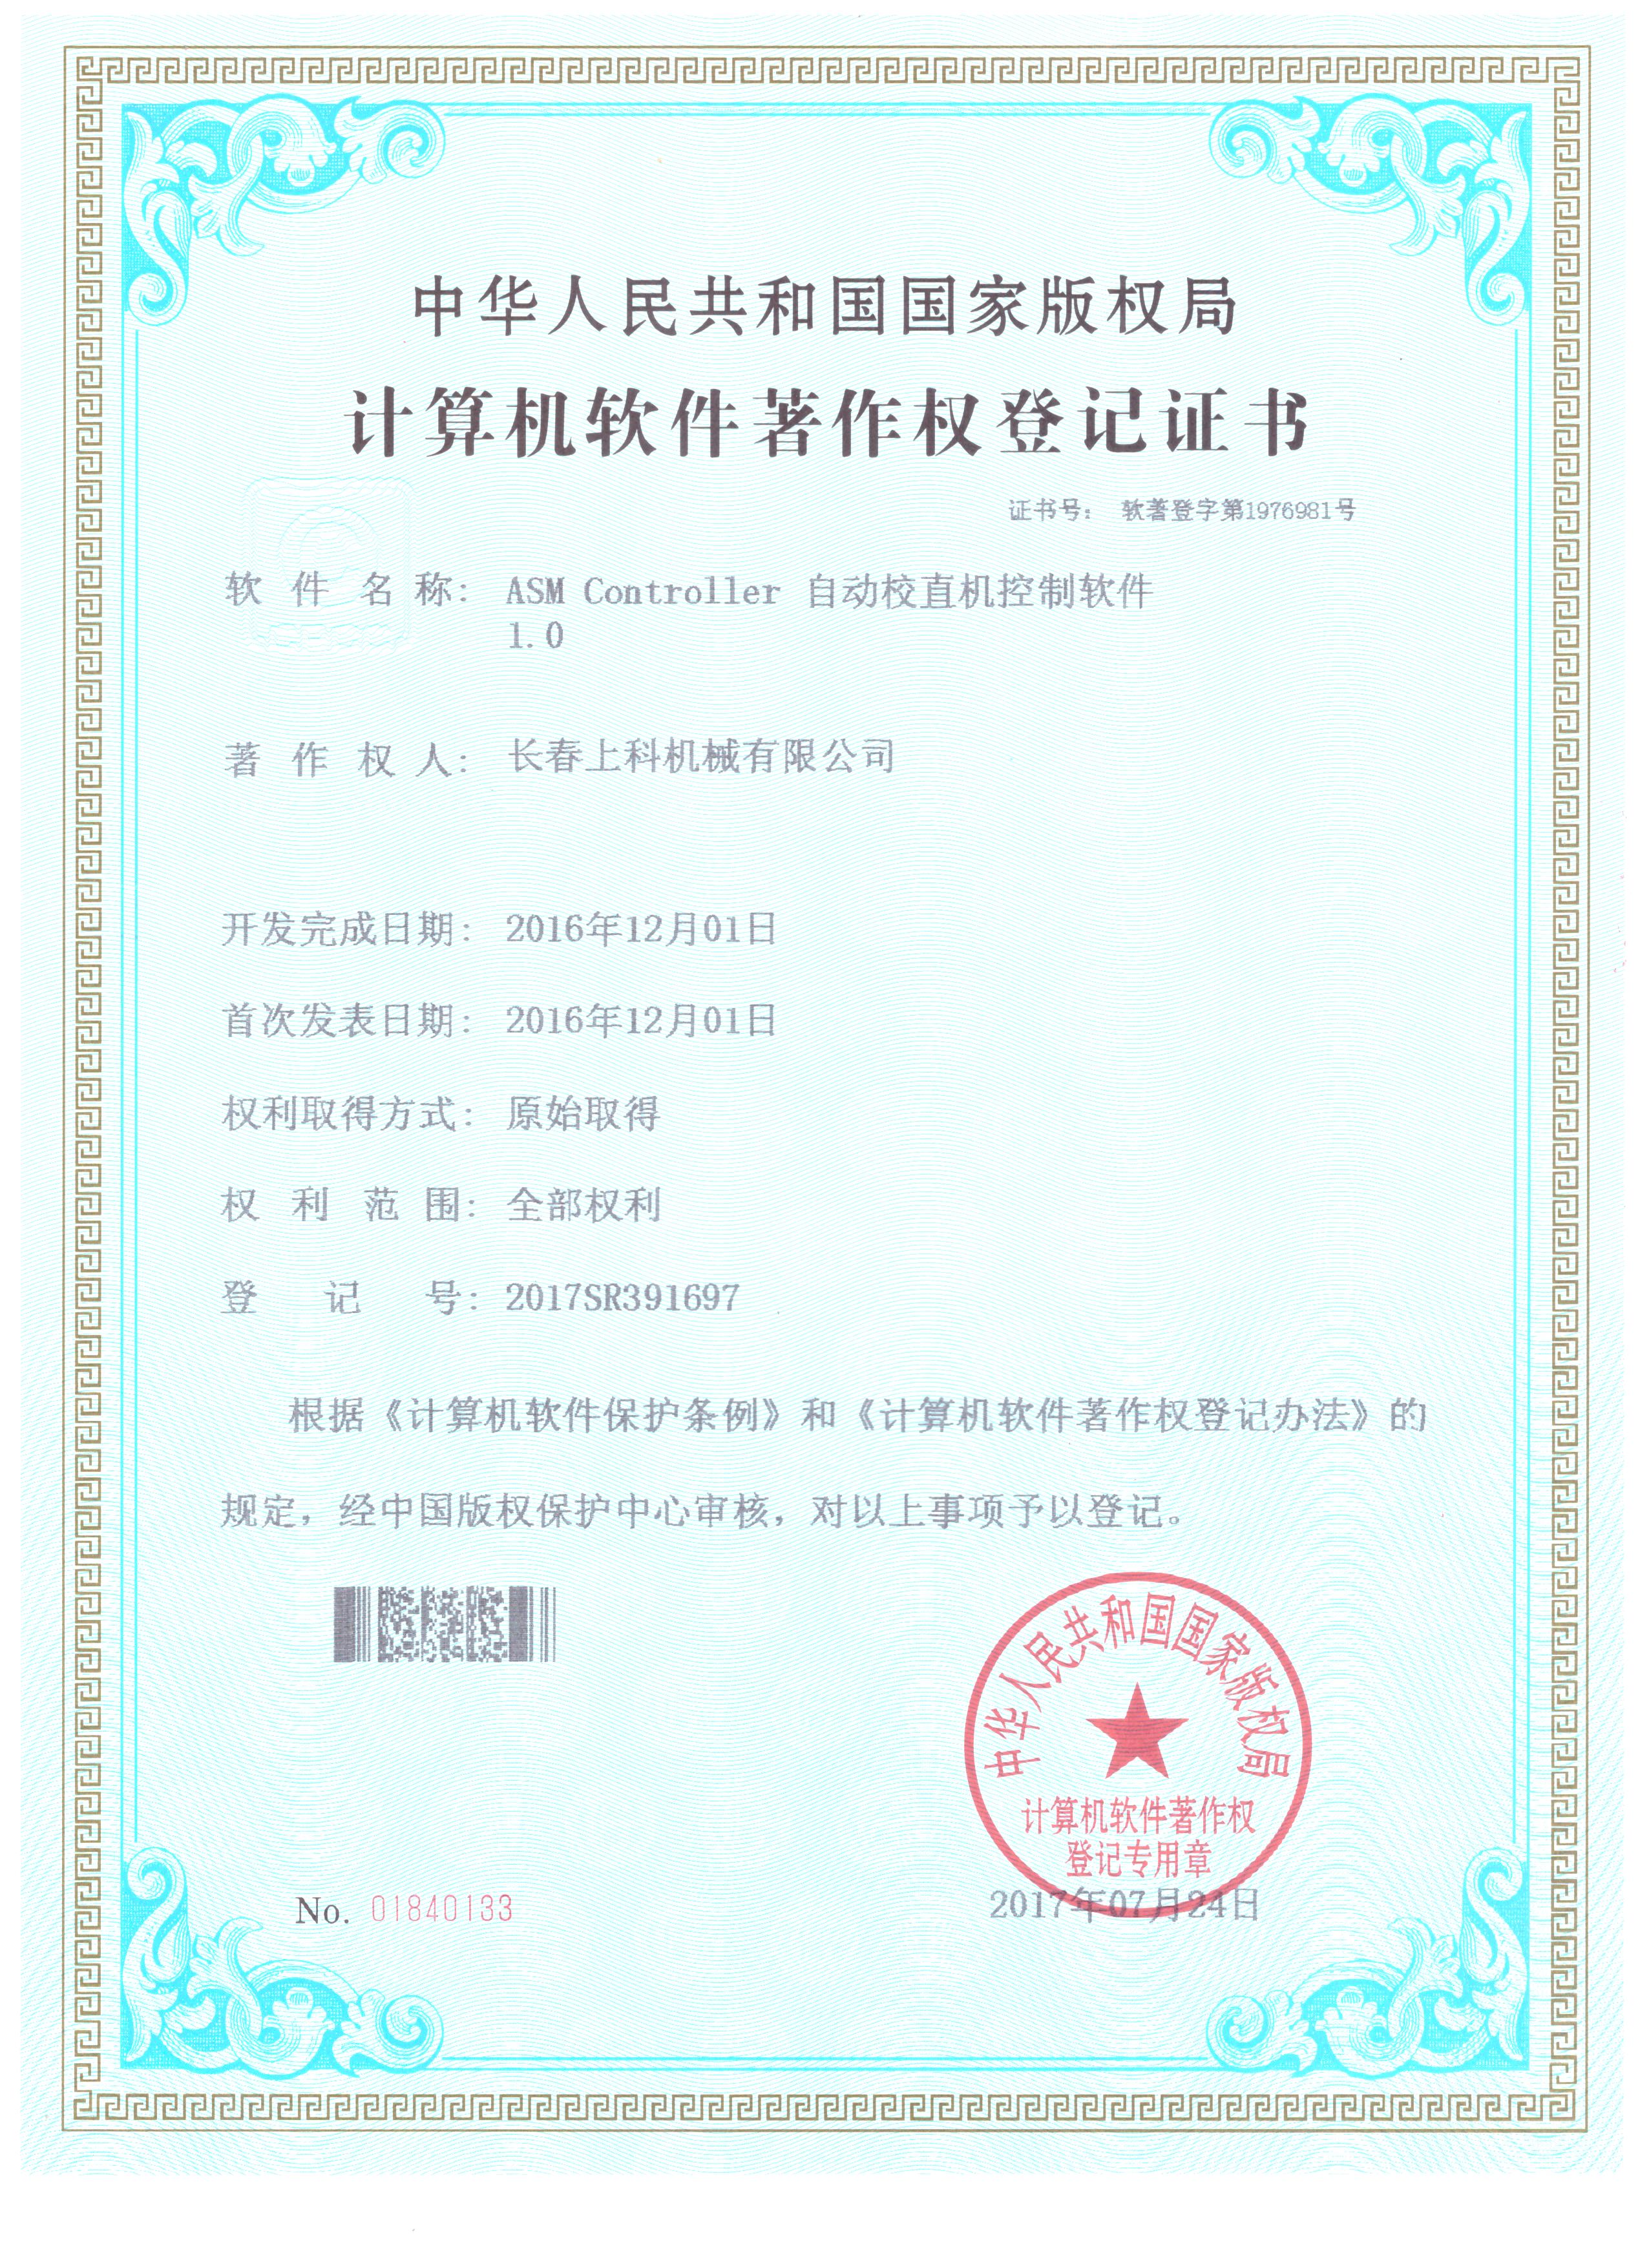 中华人民共和国国家版权局
计算机软件著作权登记证书
证书号： 软著登字第1976981号
软件名称： ASM Controller 自动校直机控制软件
1.0
著作权人： 长春上科机械有限公司
开发完成日期： 2016年12月01日
首次发表日期： 2016年12月01日
权利取得方式： 原始取得
权利范围： 全部权利
登记号： 2017SR391697
根据《计算机软件保护条例》和《计算机软件著作权登记办法》的
规定，经中国版权保护中心审核，对以上事项予以登记。
中华人民共和国国家版权局
计算机软件著作权
登记专用章
No. 01840133
2017年07月24日